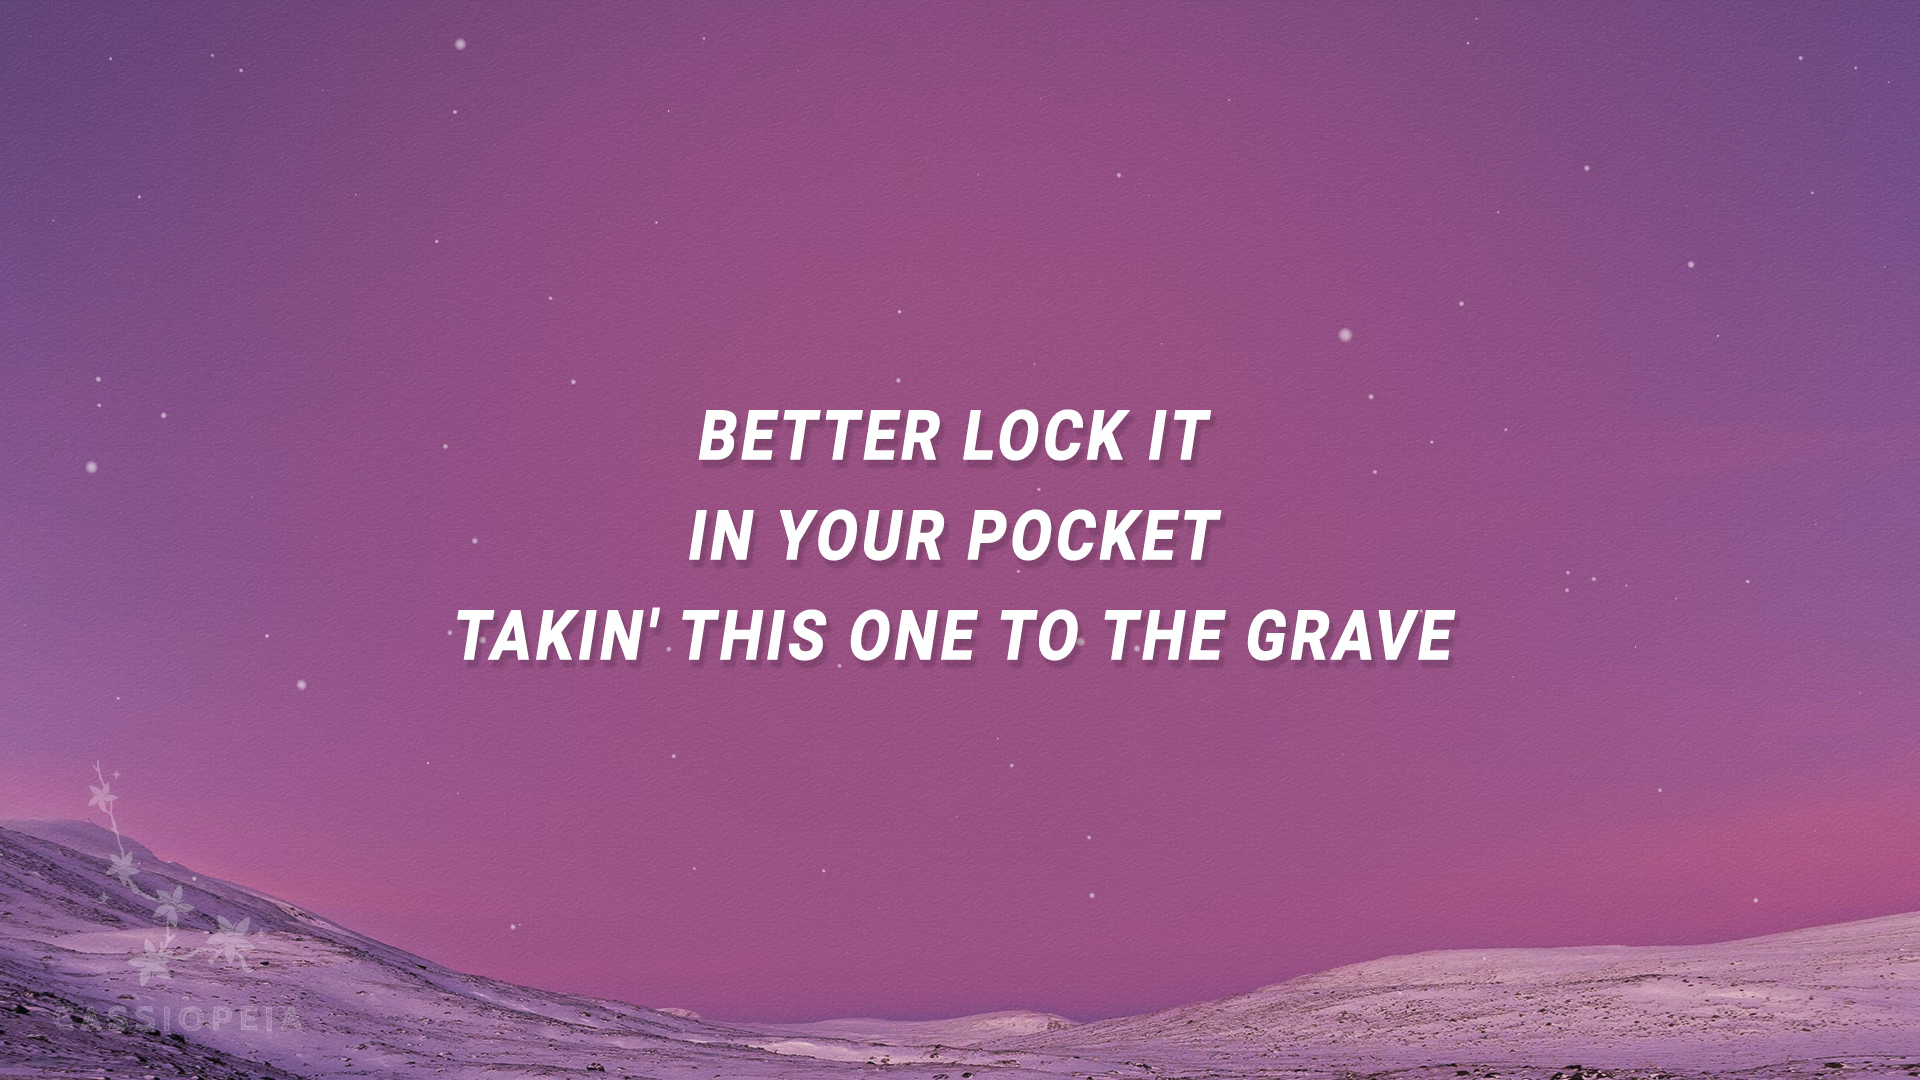 BETTER LOCK IT
IN YOUR POCKET
TAKIN' THIS ONE TO THE GRAVE
CASSIOPEIA